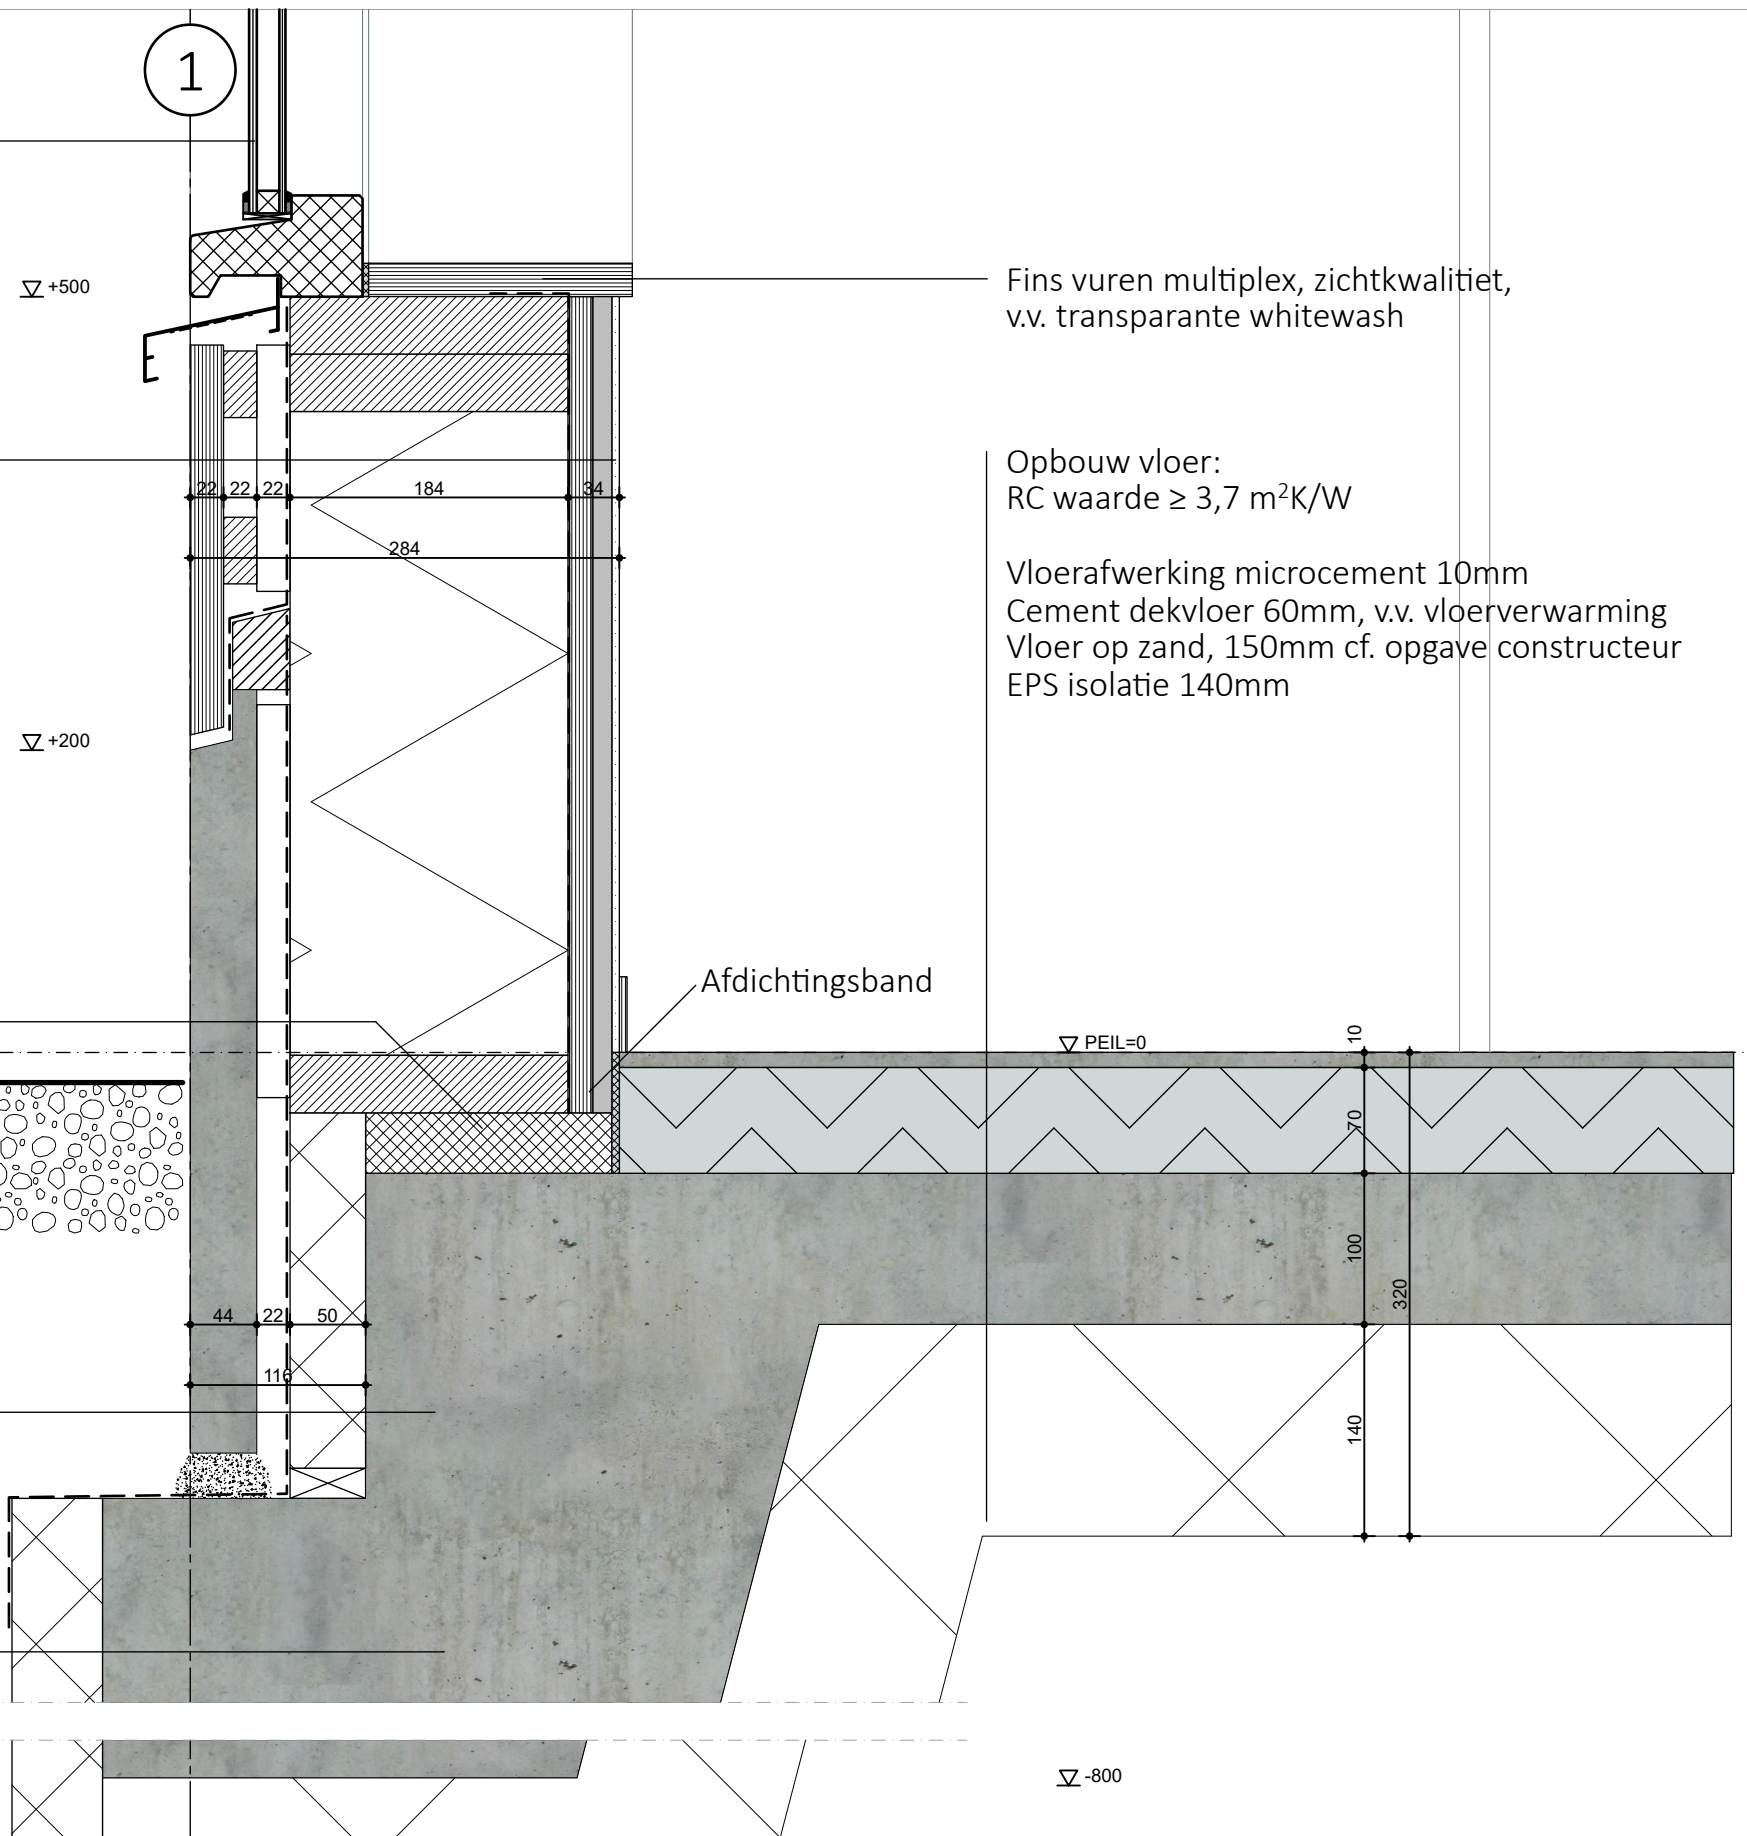 1
+500
Fins vuren multiplex, zichtkwalitiet,
v.v. transparante whitewash
Opbouw vloer:
RC waarde ≥ 3,7 m²K/W
22 22 22 184 34
284
Vloerafwerking microcement 10mm
Cement dekvloer 60mm, v.v. vloerverwarming
Vloer op zand, 150mm cf. opgave constructeur
EPS isolatie 140mm
+200
Afdichtingsband
PEIL=0
10
70
100
320
140
44 22 50
116
-800